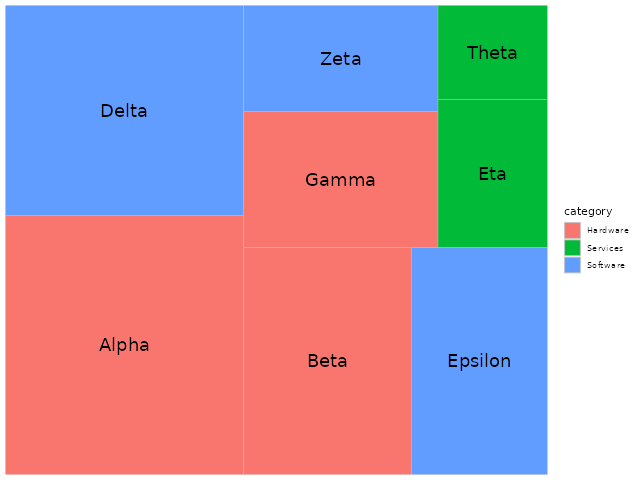 Delta
Zeta
Theta
Gamma
Eta
Alpha
Beta
Epsilon
category
Hardware
Services
Software